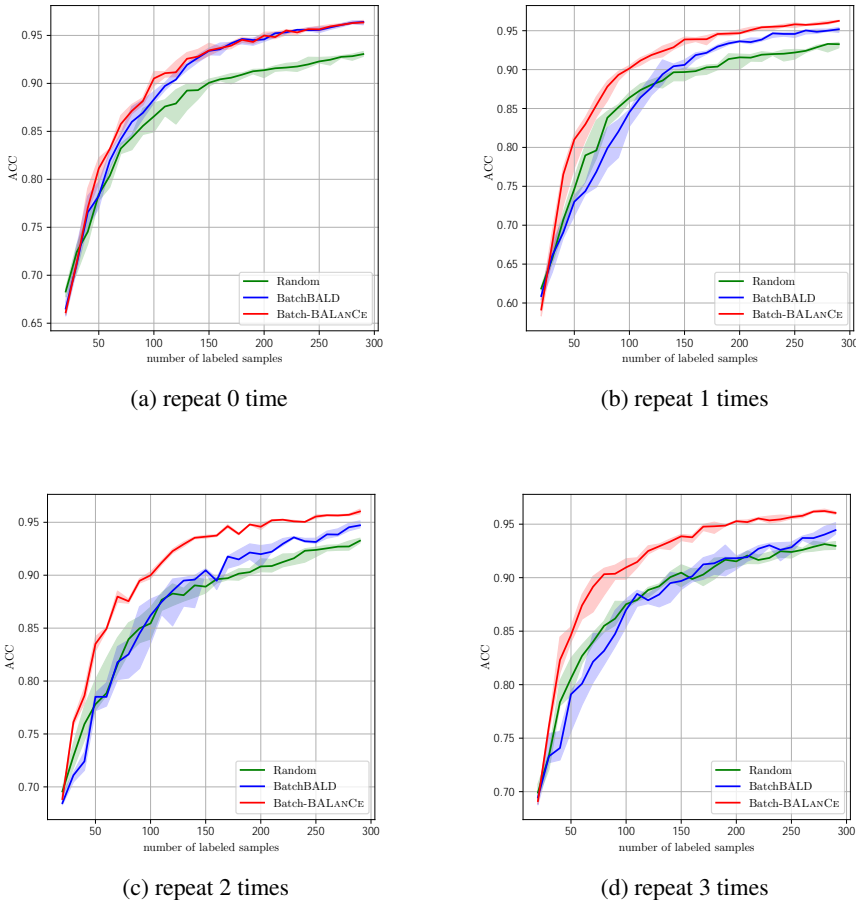 0.95
0.90
0.85
0.80
0.75
0.70
0.65
ACC
50
100
150
200
250
300
number of labeled samples
Random
BatchBALD
Batch-BALANCE
(a) repeat 0 time
0.95
0.90
0.85
0.80
0.75
0.70
0.65
0.60
ACC
50
100
150
200
250
300
number of labeled samples
Random
BatchBALD
Batch-BALANCE
(b) repeat 1 times
0.95
0.90
0.85
0.80
0.75
0.70
ACC
50
100
150
200
250
300
number of labeled samples
Random
BatchBALD
Batch-BALANCE
(c) repeat 2 times
0.95
0.90
0.85
0.80
0.75
0.70
ACC
50
100
150
200
250
300
number of labeled samples
Random
BatchBALD
Batch-BALANCE
(d) repeat 3 times